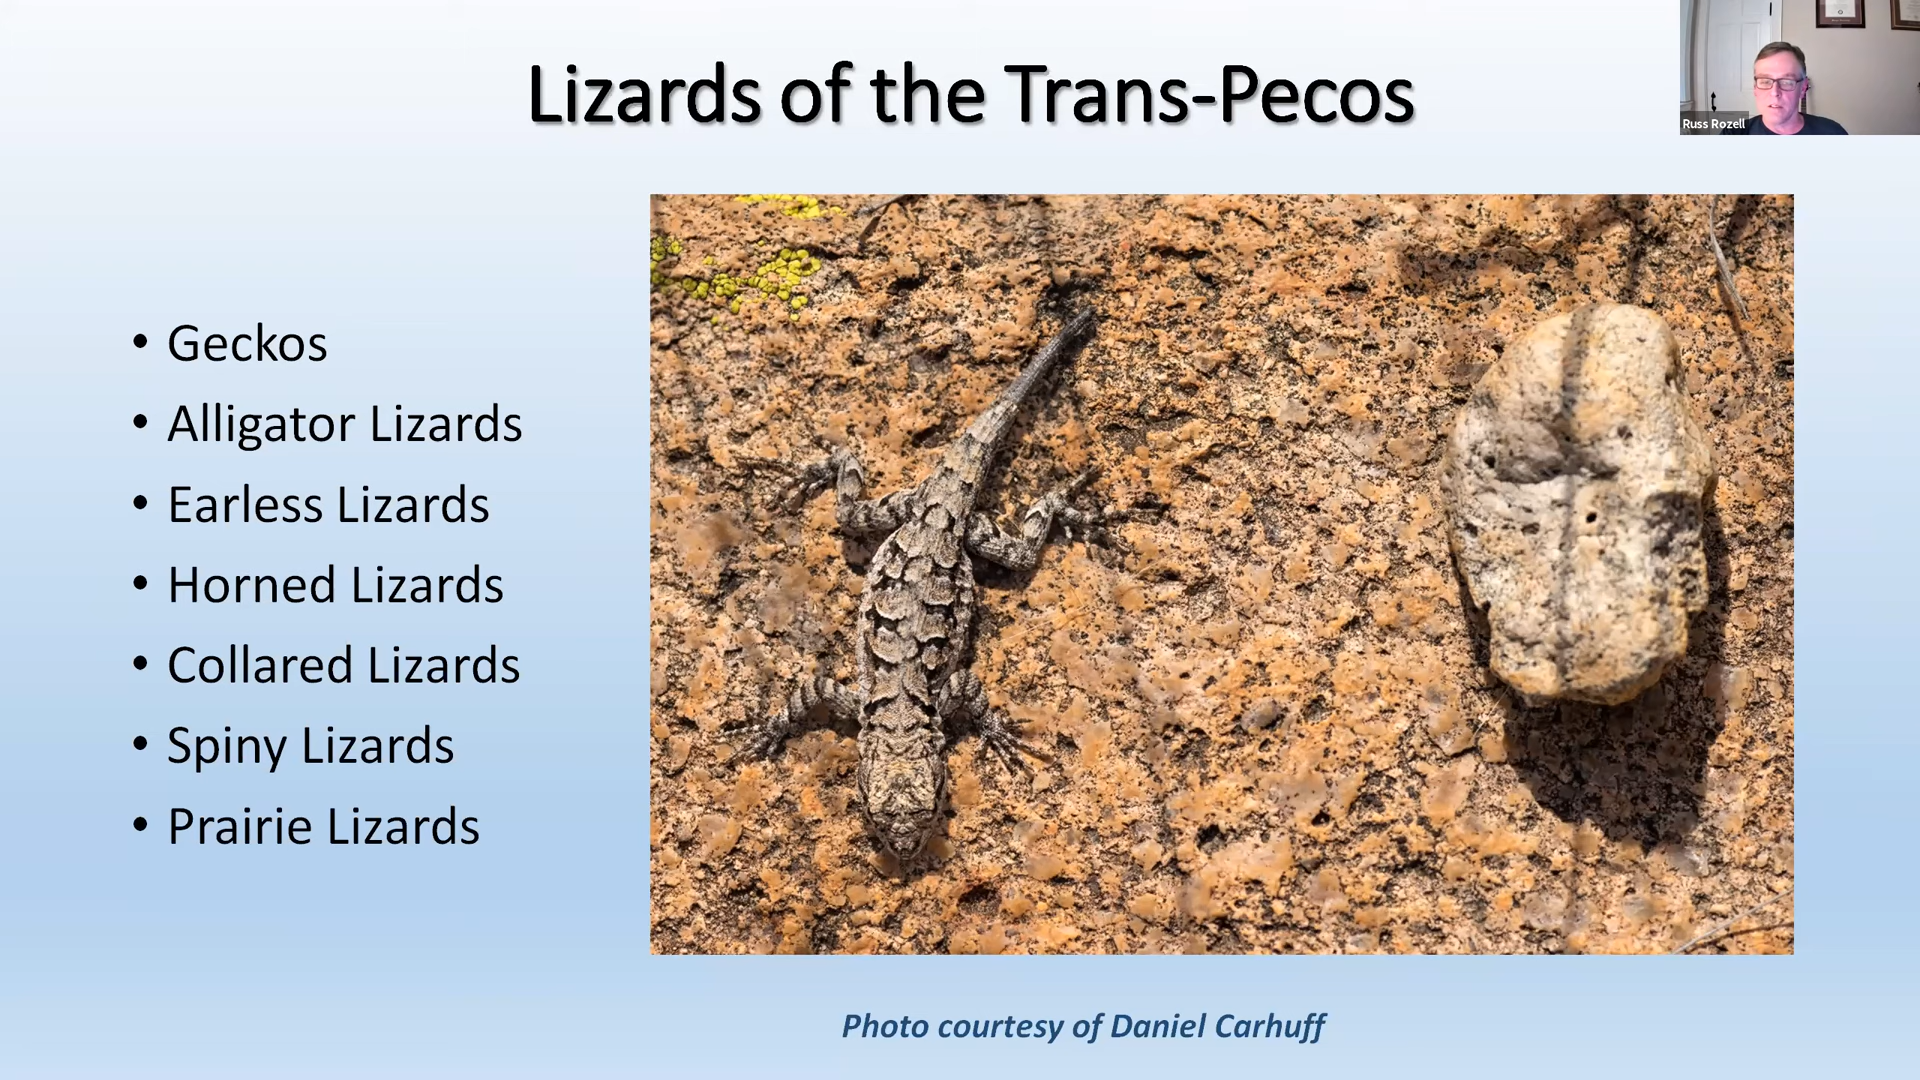 Lizards of the Trans-Pecos
Russ Rozell
• Geckos
• Alligator Lizards
• Earless Lizards
• Horned Lizards
• Collared Lizards
• Spiny Lizards
• Prairie Lizards
Photo courtesy of Daniel Carhuff